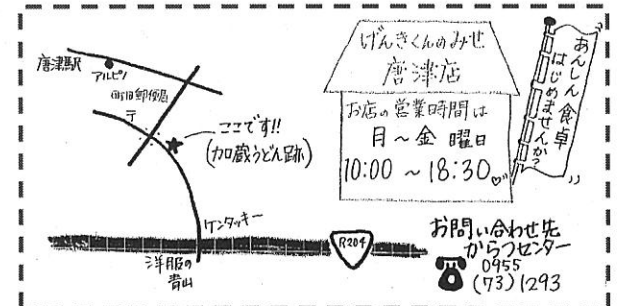 唐津駅
アルピノ
町田郵便局
〒
ここです!!
(加蔵うどん跡)
ケンタッキー
洋服の
青山
R204
げんきくんのみせ
唐津店
お店の営業時間は
月～金曜日
10:00 ～ 18:30
あんしん食卓
はじめませんか?
お問い合わせ先
からつセンター
0955
(73)1293